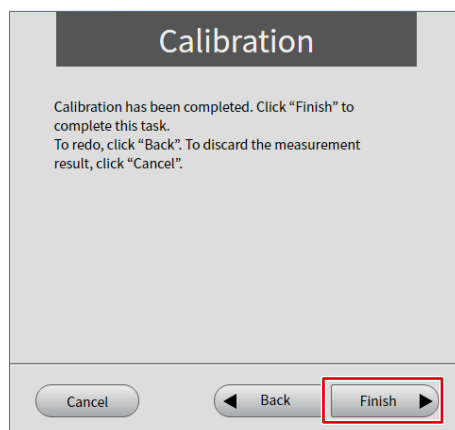 Calibration
Calibration has been completed. Click “Finish” to
complete this task.
To redo, click “Back”. To discard the measurement
result, click “Cancel”.
Cancel
Back
Finish